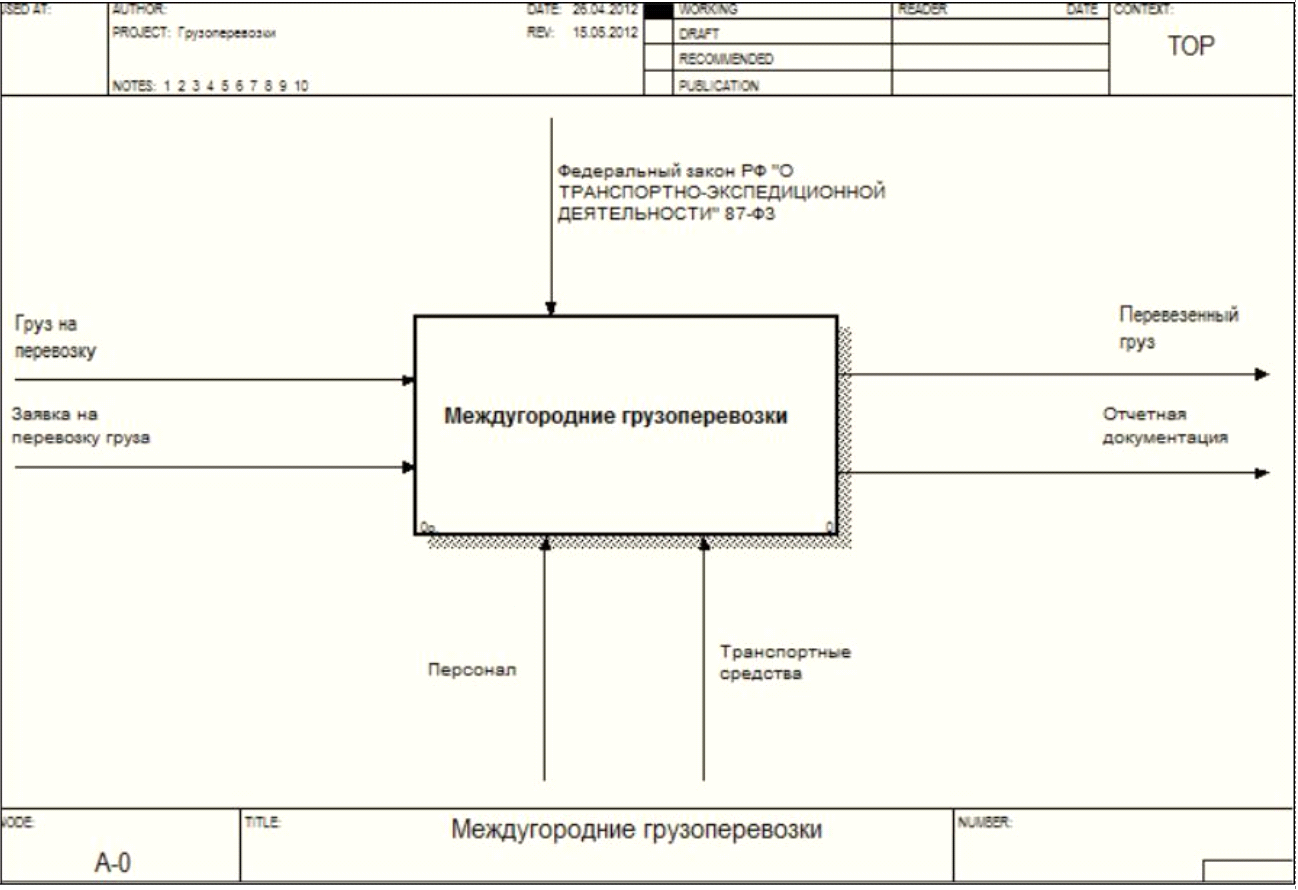 USED AT:
AUTHOR:
DATE: 26.04.2012
WORKING
READER
DATE
CONTEXT:
PROJECT: Грузоперевозки
REV: 15.05.2012
DRAFT
TOP
RECOMMENDED
NOTES: 1 2 3 4 5 6 7 8 9 10
PUBLICATION
Федеральный закон РФ "О
ТРАНСПОРТНО-ЭКСПЕДИЦИОННОЙ
ДЕЯТЕЛЬНОСТИ" 87-ФЗ
Груз на
перевозку
Перевезенный
груз
Заявка на
перевозку груза
Междугородние грузоперевозки
Отчетная
документация
0р.
0
Персонал
Транспортные
средства
NODE:
TITLE:
Междугородние грузоперевозки
NUMBER:
A-0